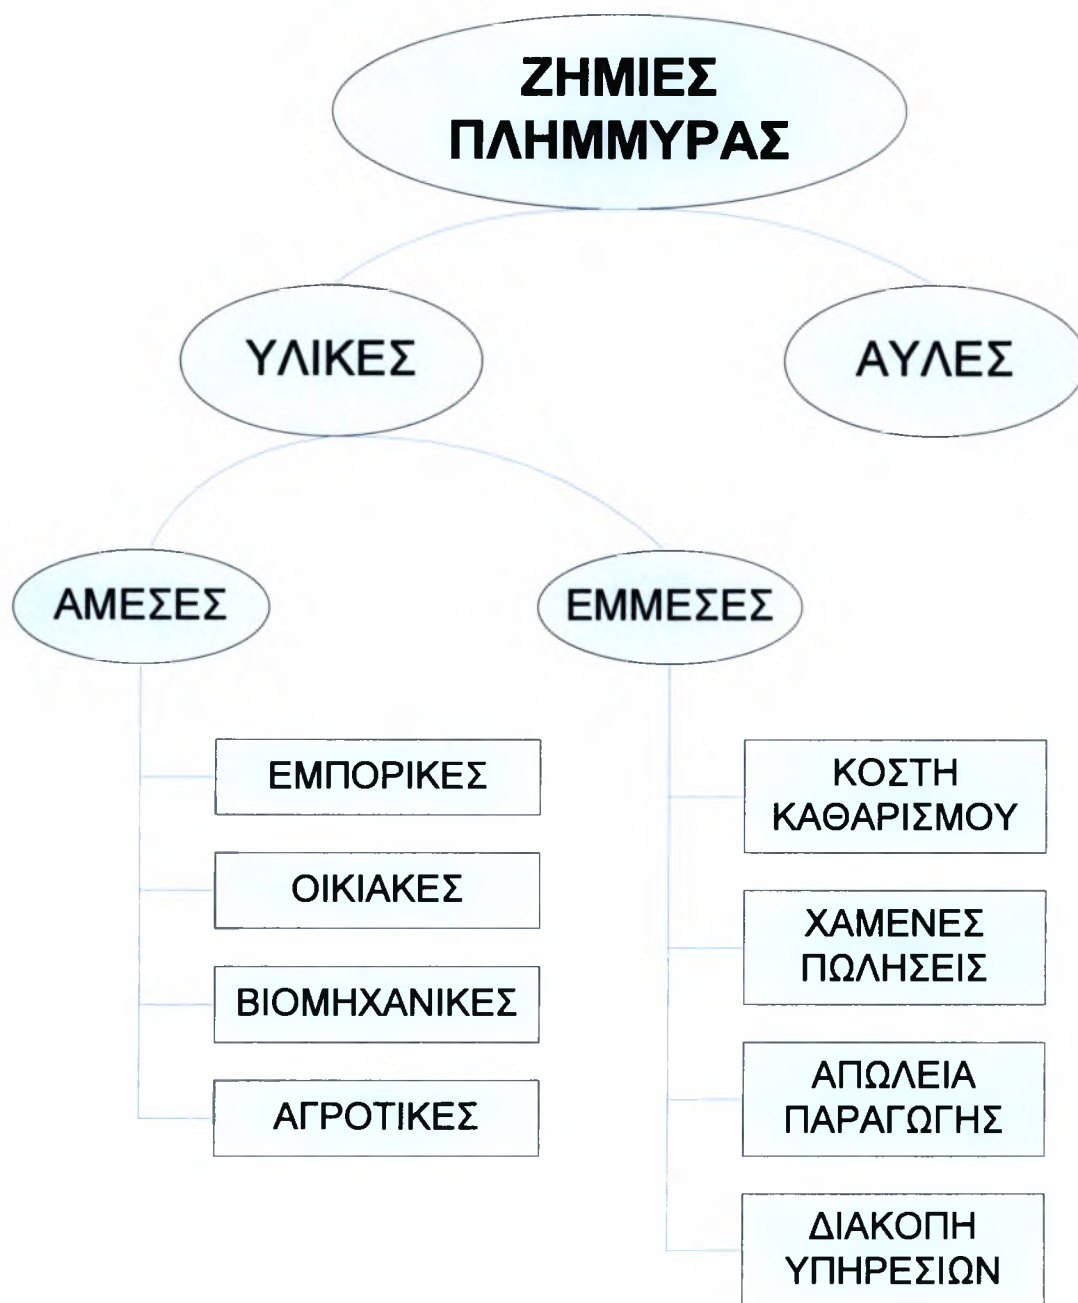 ΖΗΜΙΕΣ
ΠΛΗΜΜΥΡΑΣ
ΥΛΙΚΕΣ
ΑΥΛΕΣ
ΑΜΕΣΕΣ
ΕΜΜΕΣΕΣ
ΕΜΠΟΡΙΚΕΣ
ΟΙΚΙΑΚΕΣ
ΒΙΟΜΗΧΑΝΙΚΕΣ
ΑΓΡΟΤΙΚΕΣ
ΚΟΣΤΗ
ΚΑΘΑΡΙΣΜΟΥ
ΧΑΜΕΝΕΣ
ΠΩΛΗΣΕΙΣ
ΑΠΩΛΕΙΑ
ΠΑΡΑΓΩΓΗΣ
ΔΙΑΚΟΠΗ
ΥΠΗΡΕΣΙΩΝ